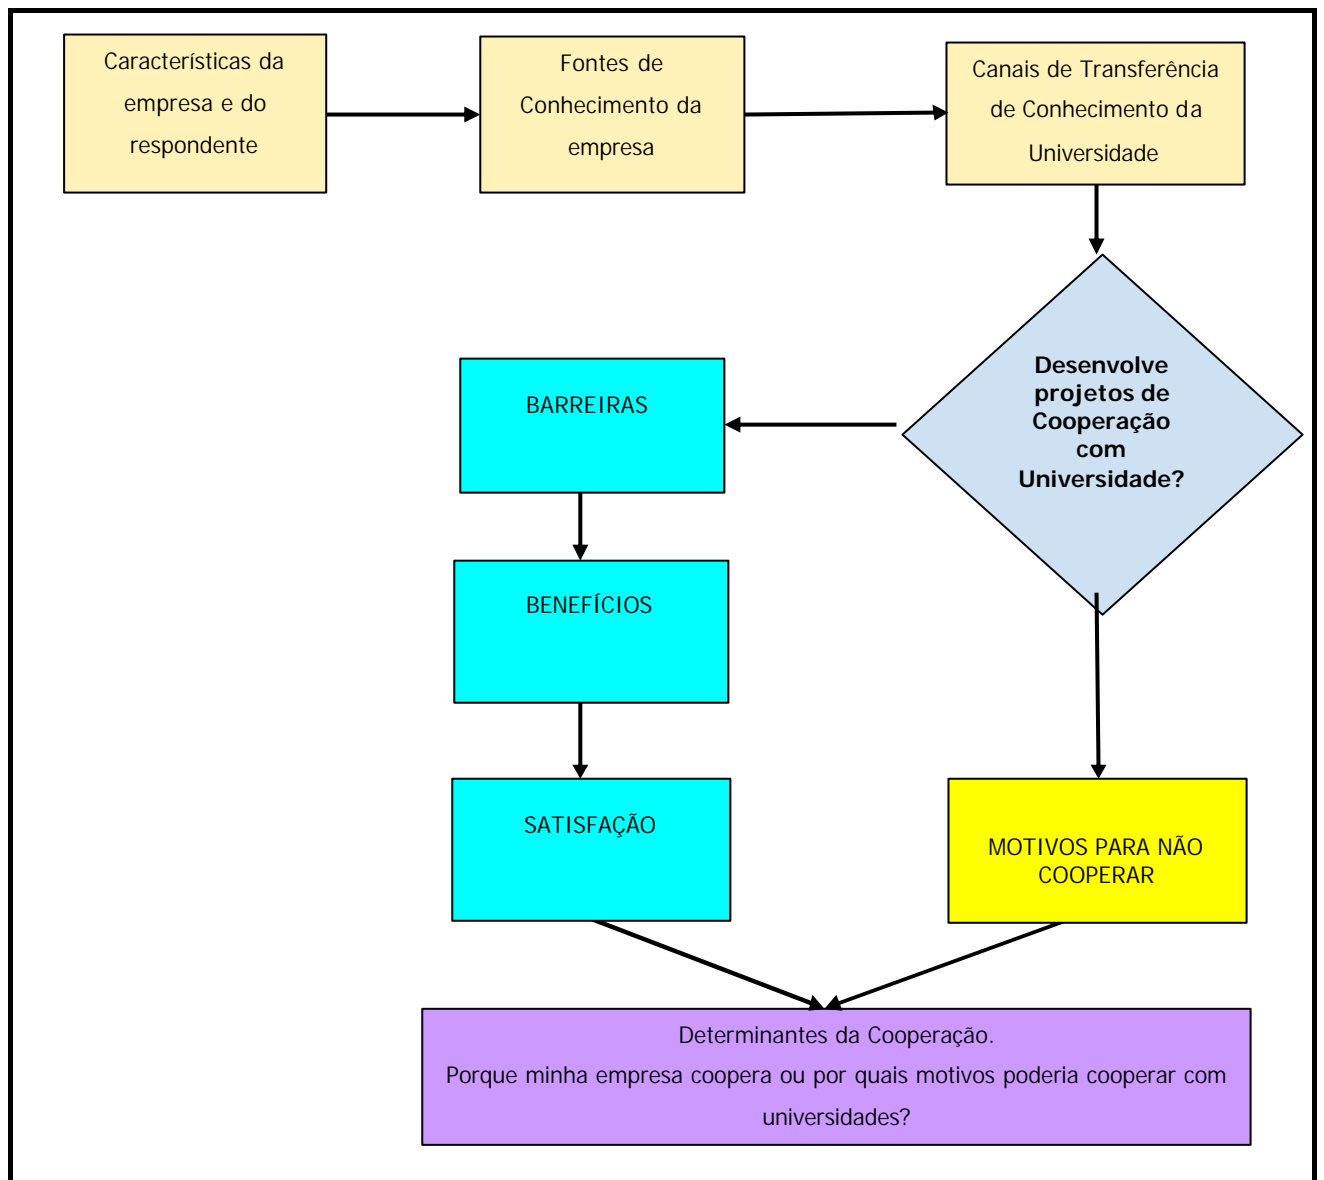 Características da
empresa e do
respondente
Fontes de
Conhecimento da
empresa
Canais de Transferência
de Conhecimento da
Universidade
Desenvolve
projetos de
Cooperação
com
Universidade?
BARREIRAS
BENEFÍCIOS
SATISFAÇÃO
MOTIVOS PARA NÃO
COOPERAR
Determinantes da Cooperação.
Porque minha empresa coopera ou por quais motivos poderia cooperar com
universidades?